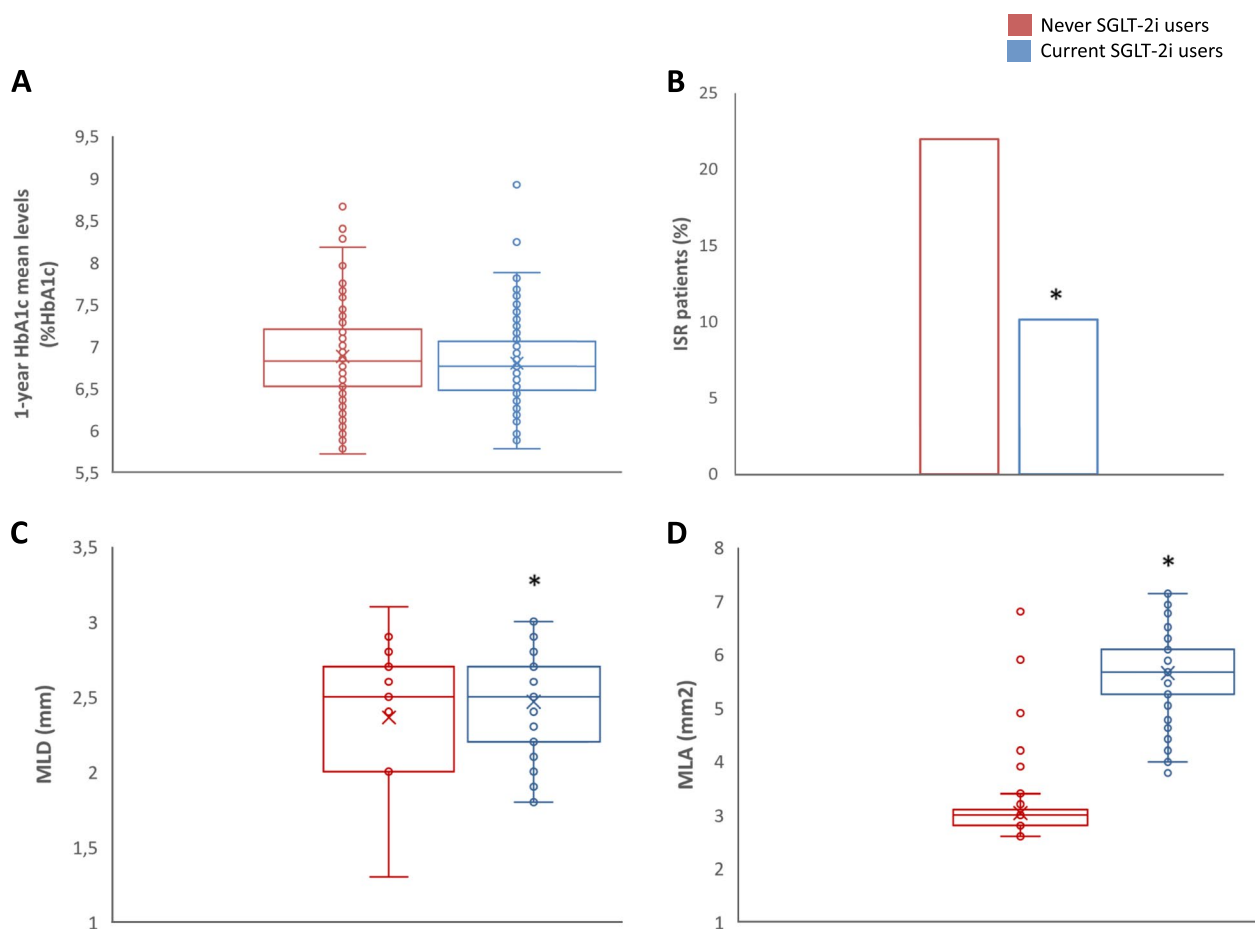 Never SGLT-2i users
Current SGLT-2i users
A
9,5
9
8,5
8
7,5
7
6,5
6
5,5
1-year HbA1c mean levels
(%HbA1c)
B
25
20
15
10
5
0
ISR patients (%)
*
C
3,5
3
2,5
2
1,5
1
MLD (mm)
*
D
8
7
6
5
4
3
2
1
MLA (mm2)
*